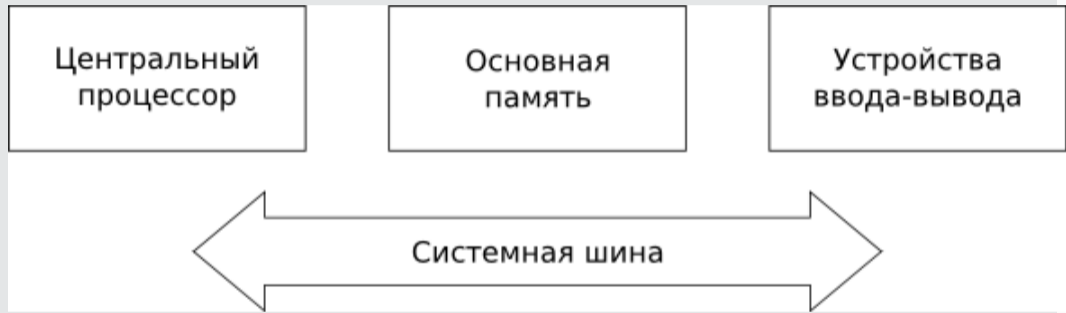 Центральный
процессор
Основная
память
Устройства
ввода-вывода
Системная шина